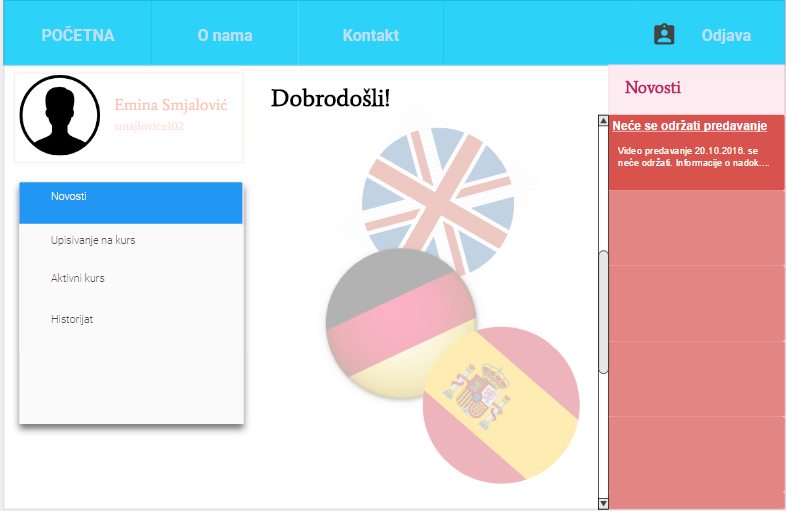 POČETNA
O nama
Kontakt
Odjava
Emina Smjalović
smajlovice102
Novosti
Upisivanje na kurs
Aktivni kurs
Historijat
Dobrodošli!
Novosti
Neće se održati predavanje
Video predavanje 20.10.2016. se
neće održati. Informacije o nadok....